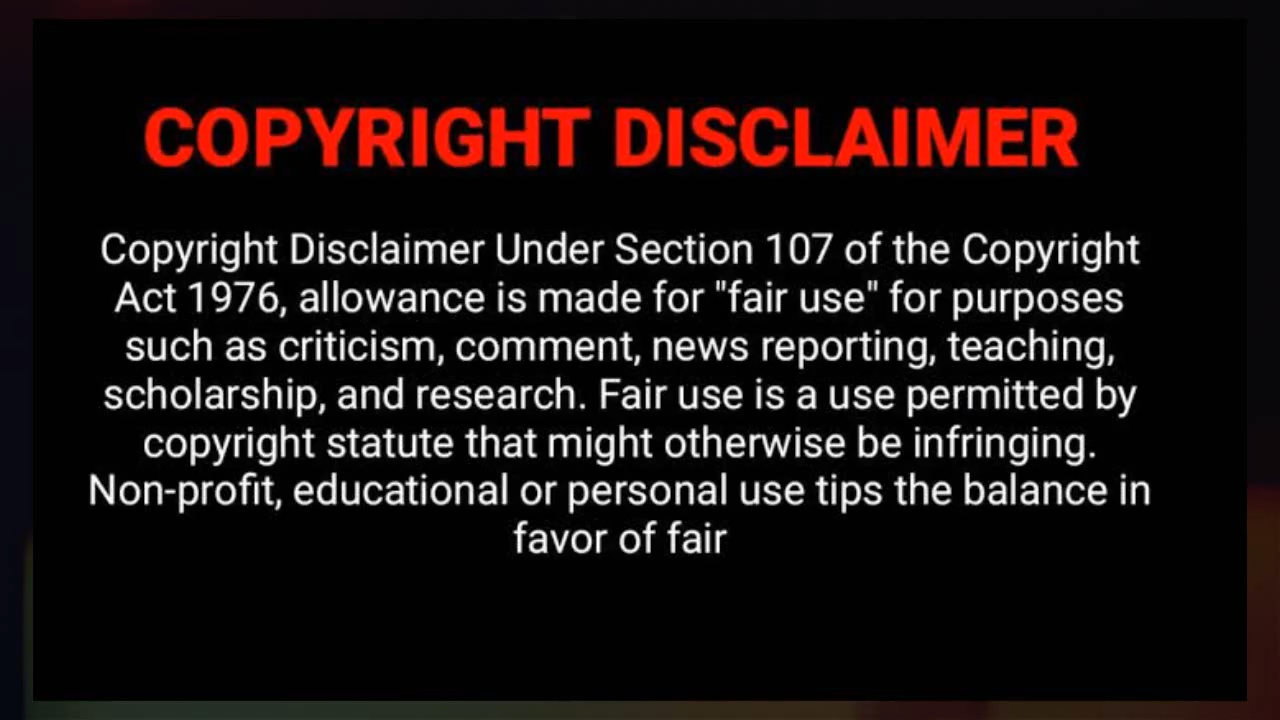 COPYRIGHT DISCLAIMER
Copyright Disclaimer Under Section 107 of the Copyright
Act 1976, allowance is made for "fair use" for purposes
such as criticism, comment, news reporting, teaching,
scholarship, and research. Fair use is a use permitted by
copyright statute that might otherwise be infringing.
Non-profit, educational or personal use tips the balance in
favor of fair